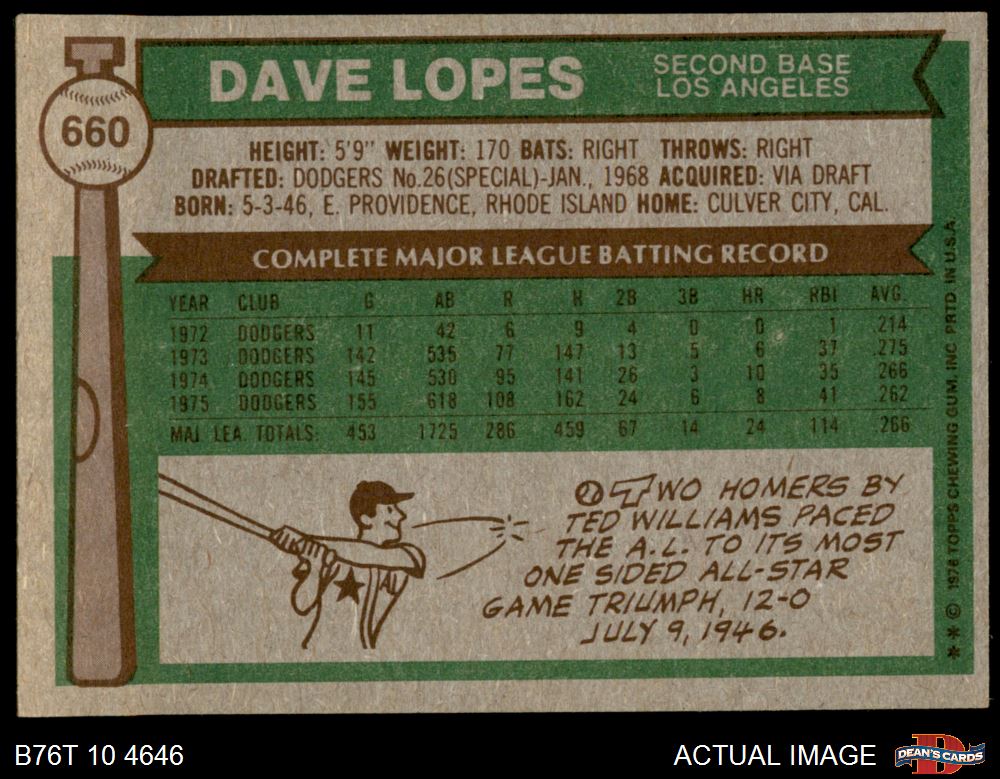 660
DAVE LOPES
SECOND BASE
LOS ANGELES
HEIGHT: 5'9" WEIGHT: 170 BATS: RIGHT THROWS: RIGHT
DRAFTED: DODGERS No.26(SPECIAL)-JAN., 1968 ACQUIRED: VIA DRAFT
BORN: 5-3-46, E. PROVIDENCE, RHODE ISLAND HOME: CULVER CITY, CAL.
COMPLETE MAJOR LEAGUE BATTING RECORD
YEAR CLUB G AB R H 2B 3B HR RBI AVG.
1972 DODGERS 11 42 6 9 4 0 0 1 .214
1973 DODGERS 142 535 77 147 13 5 6 37 .275
1974 DODGERS 145 530 95 141 26 3 10 35 .266
1975 DODGERS 155 618 108 162 24 6 8 41 .262
MAJ. LEA. TOTALS: 453 1725 286 459 67 14 24 114 .266
TWO HOMERS BY
TED WILLIAMS PACED
THE A.L. TO ITS MOST
ONE SIDED ALL-STAR
GAME TRIUMPH, 12-0
JULY 9, 1946.
AL
** © 1976 TOPPS CHEWING GUM, INC PRTD IN U.S.A.
B76T 10 4646
ACTUAL IMAGE
D
DEAN'S CARDS